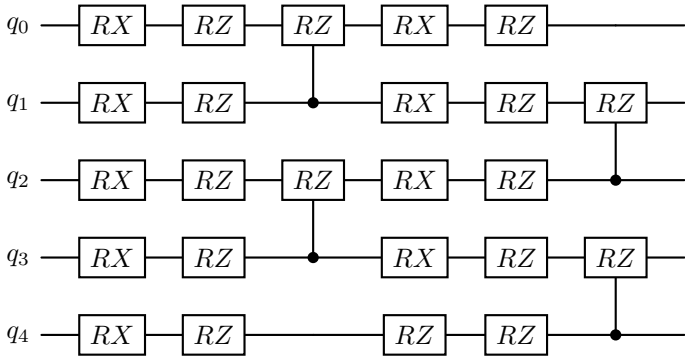 q0 RX RZ RZ RX RZ
q1 RX RZ RX RZ RZ
q2 RX RZ RZ RX RZ
q3 RX RZ RX RZ RZ
q4 RX RZ RZ RZ